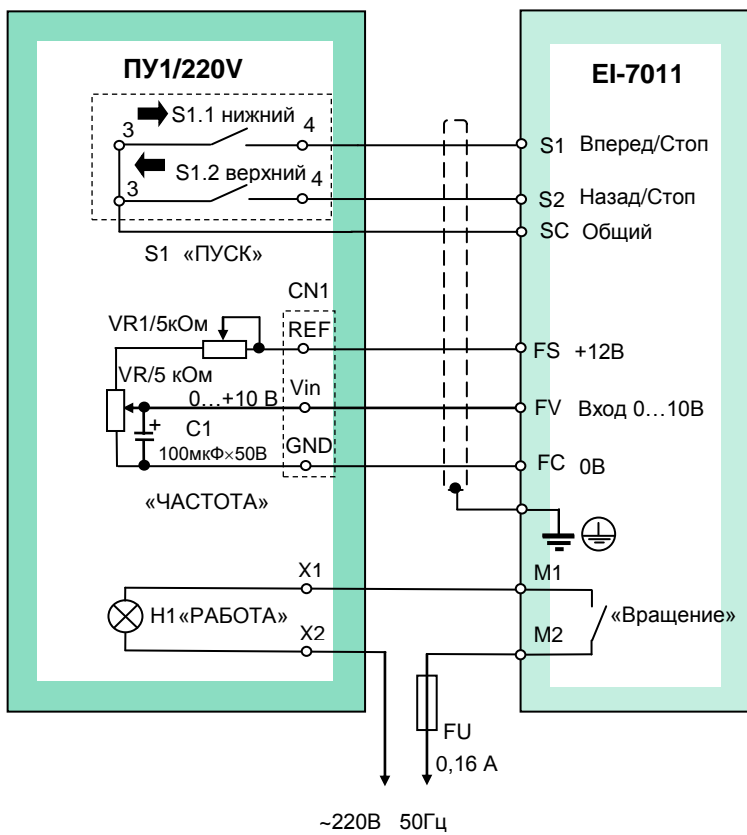 ПУ1/220V
EI-7011
S1.1 нижний
3
4
S1 Вперед/Стоп
S1.2 верхний
3
4
S2 Назад/Стоп
SC Общий
S1 «ПУСК»
CN1
VR1/5кОм
REF
FS +12В
VR/5 кОм
0...+10 В
Vin
FV Вход 0...10В
+
C1
100мкФ×50В
GND
FC 0В
«ЧАСТОТА»
X1
M1
H1«РАБОТА»
«Вращение»
X2
M2
FU
0,16 А
~220В 50Гц